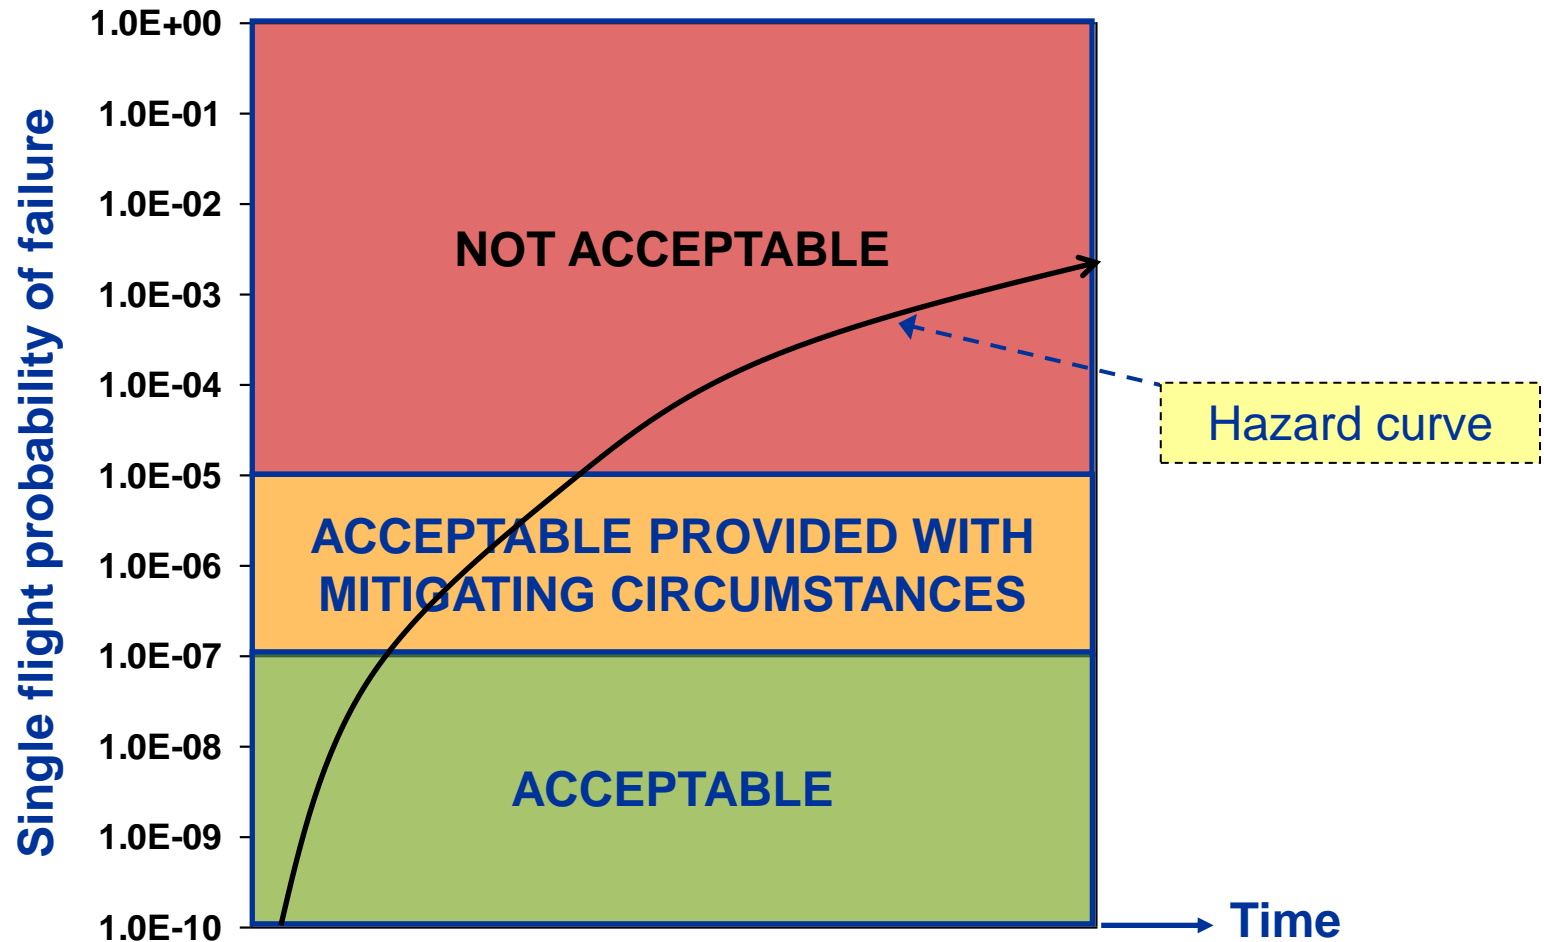 Single flight probability of failure
1.0E+00
1.0E-01
1.0E-02
1.0E-03
1.0E-04
1.0E-05
1.0E-06
1.0E-07
1.0E-08
1.0E-09
1.0E-10
NOT ACCEPTABLE
ACCEPTABLE PROVIDED WITH
MITIGATING CIRCUMSTANCES
ACCEPTABLE
Hazard curve
Time